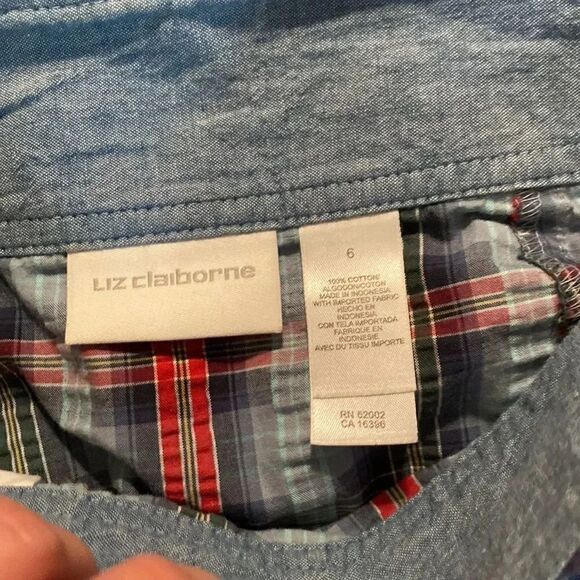 LIZ claiborne
6
100% COTTON/
ALGODON/COTON
MADE IN INDONESIA
WITH IMPORTED FABRIC
HECHO EN
INDONESIA
CON TELA IMPORTADA
FABRIQUE EN
INDONESIE
AVEC DU TISSU IMPORTE
RN 62002
CA 16396